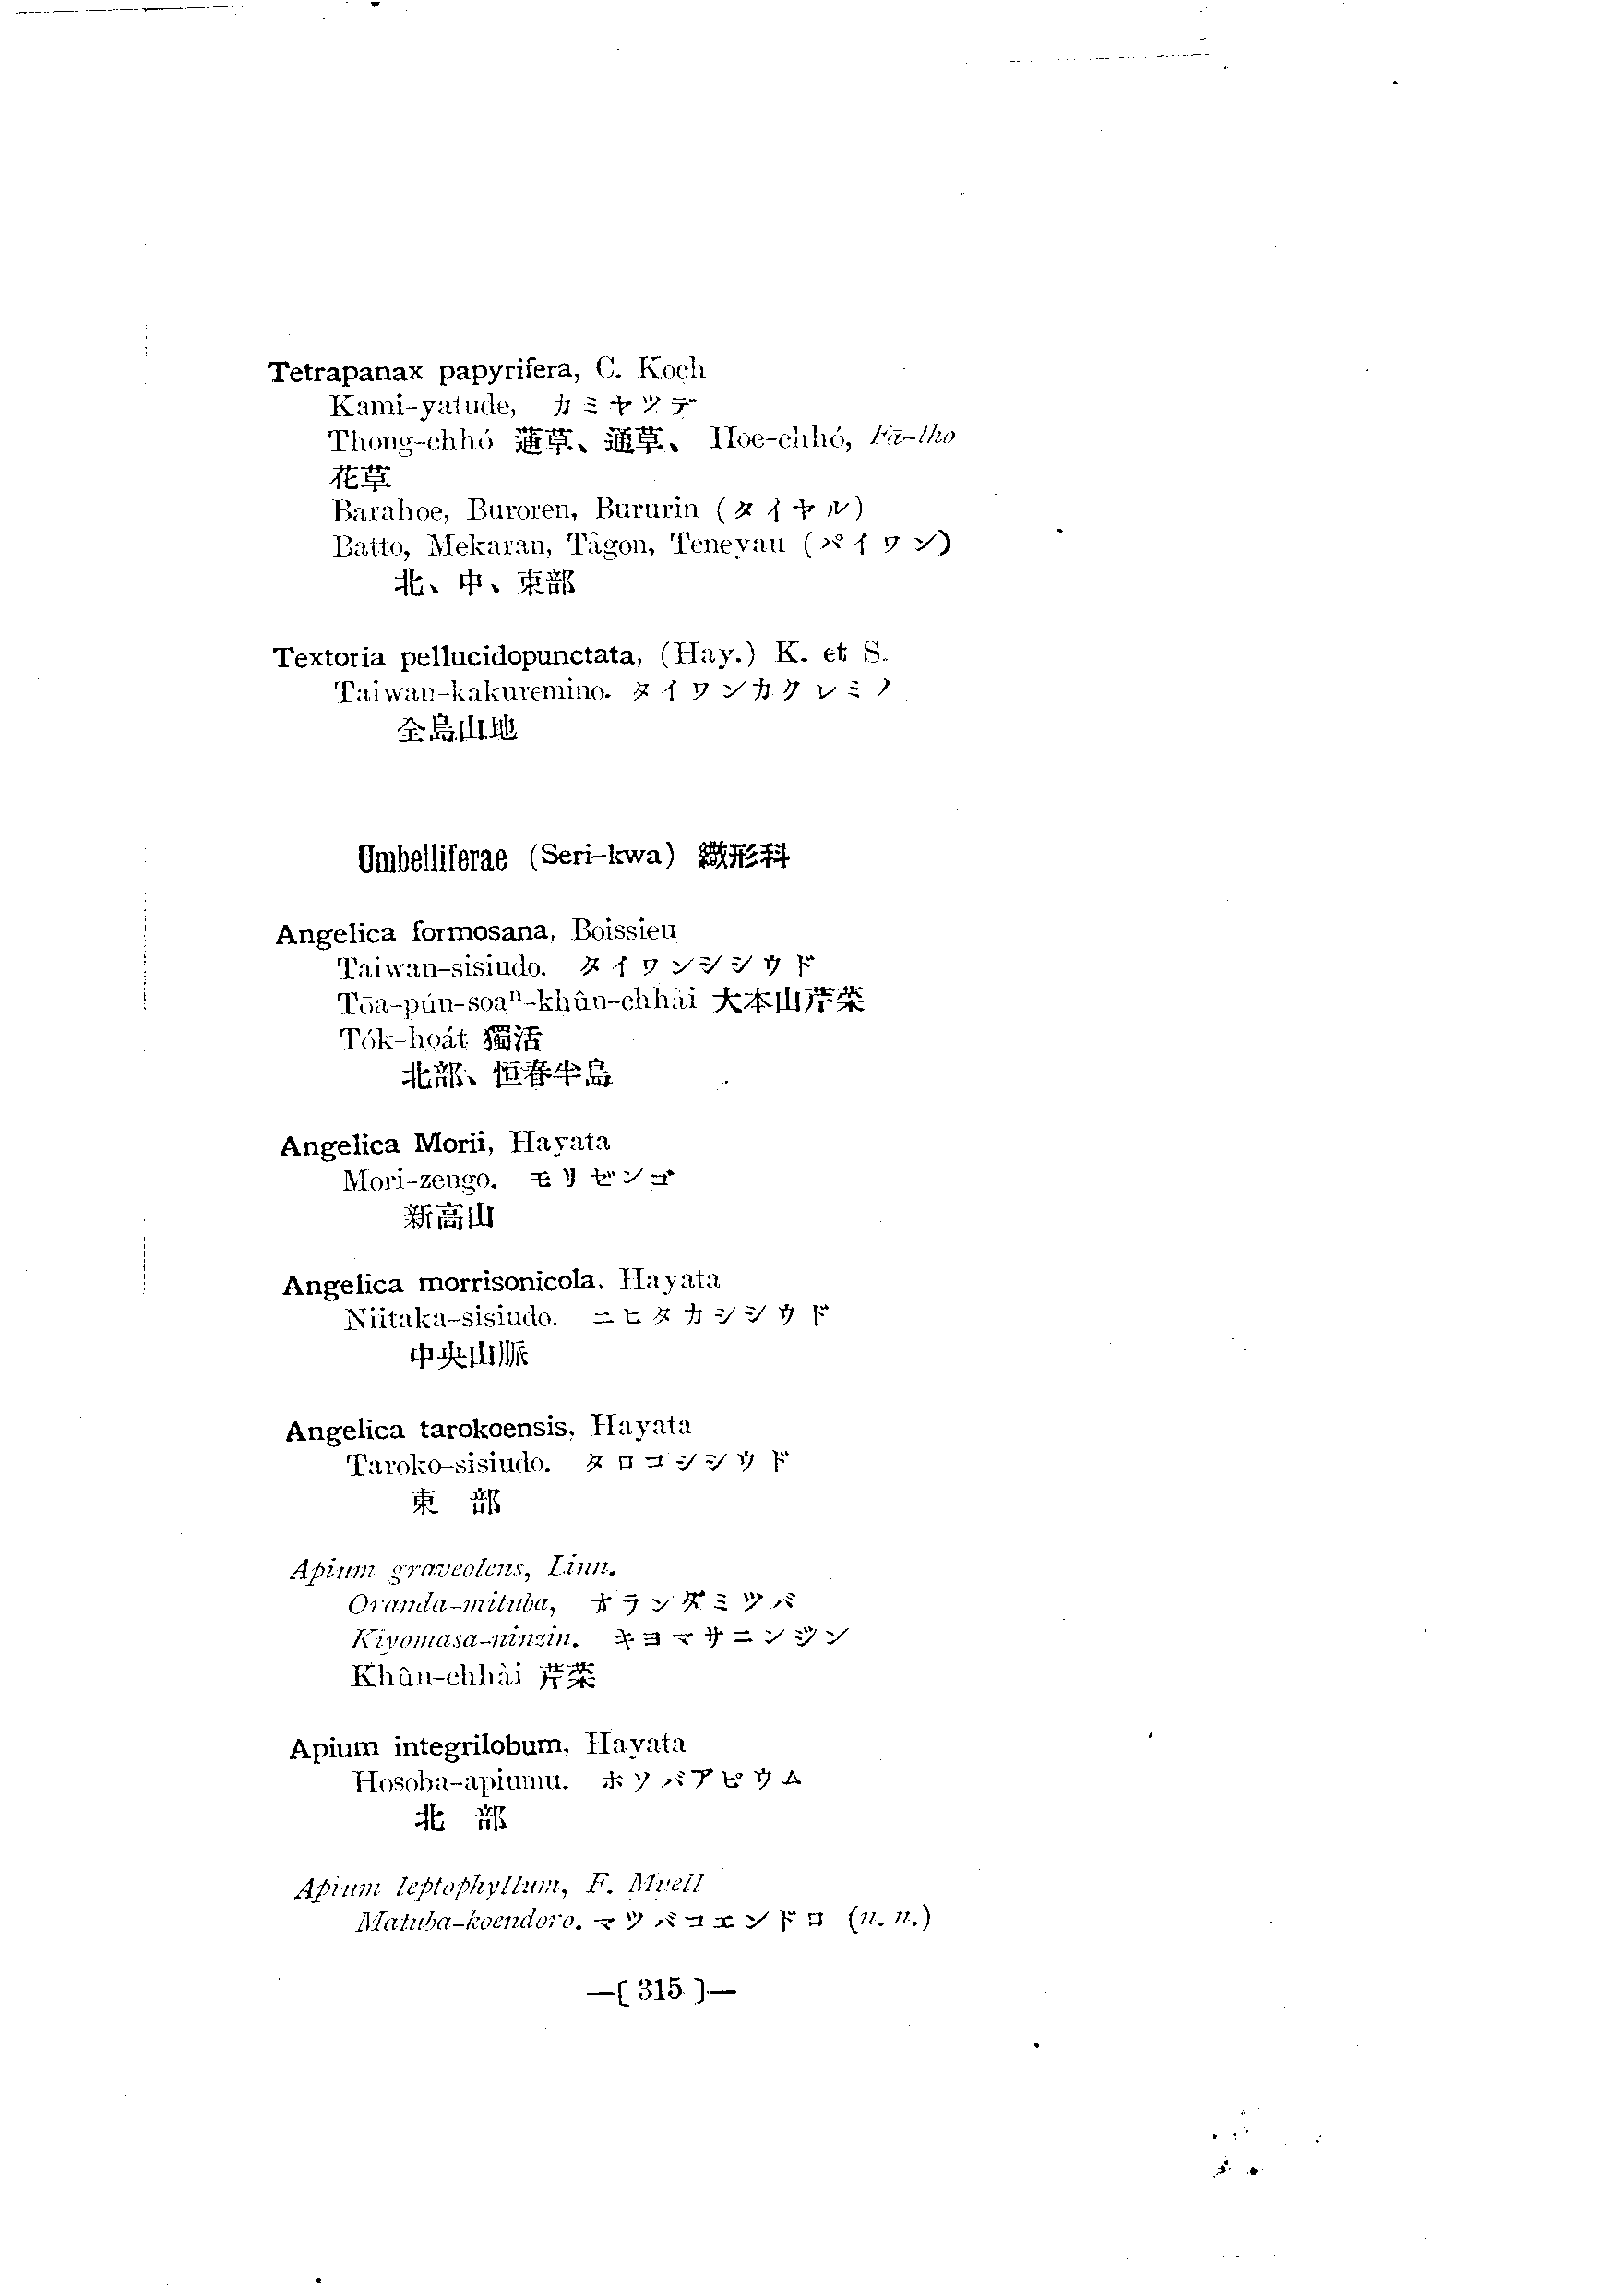 Tetrapanax papyrifera, C. Koch
Kami-yatude, カミヤツデ
Thong-chhó 蓪草、通草、 Hoe-chhó, Fā-tho
花草
Barahoe, Buroren, Bururin (タイヤル)
Batto, Mekaran, Tâgon, Teneyau (パイワン)
北、中、東部
Textoria pellucidopunctata, (Hay.) K. et S.
Taiwan-kakuremino. タイワンカクレミノ
全島山地
Umbelliferae (Seri-kwa) 繖形科
Angelica formosana, Boissieu
Taiwan-sisiudo. タイワンシシウド
Tōa-pún-soaⁿ-khûn-chhài 大本山芹菜
To̍k-hoa̍t 獨活
北部、恒春半島
Angelica Morii, Hayata
Mori-zengo. モリゼンゴ
新高山
Angelica morrisonicola, Hayata
Niitaka-sisiudo. ニヒタカシシウド
中央山脈
Angelica tarokoensis, Hayata
Taroko-sisiudo. タロコシシウド
東 部
Apium graveolens, Linn.
Oranda-mituba, オランダミツバ
Kiyomasa-ninzin. キヨマサニンジン
Khûn-chhài 芹菜
Apium integrilobum, Hayata
Hosoba-apiumu. ホソバアピウム
北 部
Apium leptophyllum, F. Muell
Matuba-koendoro. マツバコエンドロ (n. n.)
—( 315 )—